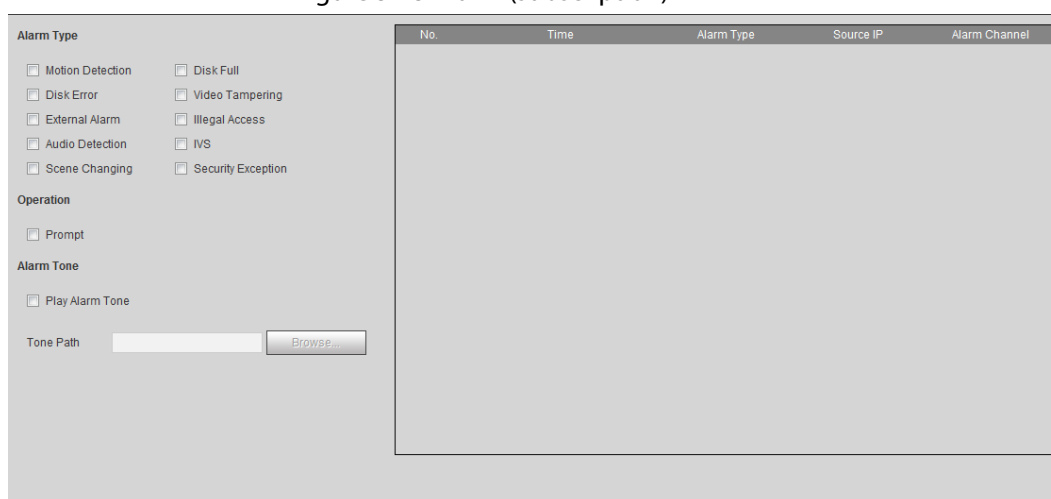 Alarm Type
Motion Detection Disk Full
Disk Error Video Tampering
External Alarm Illegal Access
Audio Detection IVS
Scene Changing Security Exception
Operation
Prompt
Alarm Tone
Play Alarm Tone
Tone Path Browse...
No. Time Alarm Type Source IP Alarm Channel